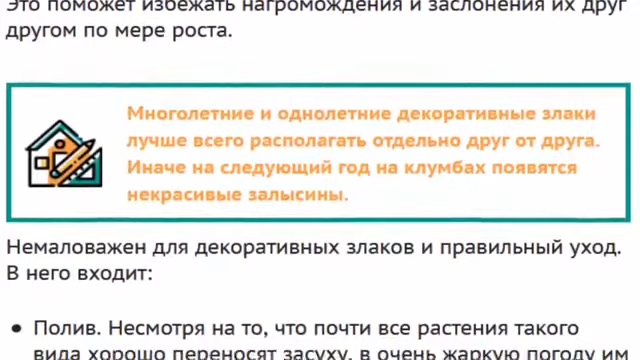 Это поможет избежать нагромождения и заслонения их друг
другом по мере роста.
Многолетние и однолетние декоративные злаки
лучше всего располагать отдельно друг от друга.
Иначе на следующий год на клумбах появятся
некрасивые залысины.
Немаловажен для декоративных злаков и правильный уход.
В него входит:
• Полив. Несмотря на то, что почти все растения такого
вида хорошо переносят засуху, в очень жаркую погоду им